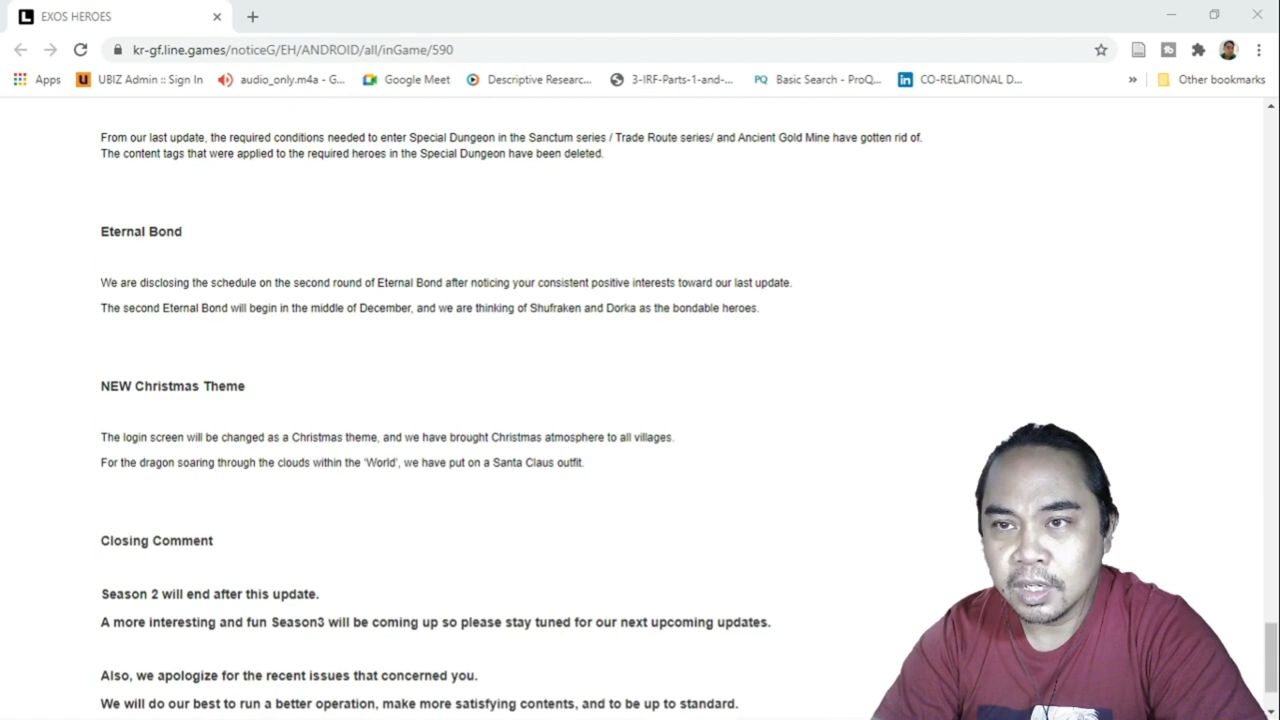 EXOS HEROES
kr-gf.line.games/noticeG/EH/ANDROID/all/inGame/590
Apps UBIZ Admin :: Sign In audio_only.m4a - G... Google Meet Descriptive Researc... 3-IRF-Parts-1-and-... PQ Basic Search - ProQ... in CO-RELATIONAL D... » Other bookmarks
From our last update, the required conditions needed to enter Special Dungeon in the Sanctum series / Trade Route series/ and Ancient Gold Mine have gotten rid of.
The content tags that were applied to the required heroes in the Special Dungeon have been deleted.
Eternal Bond
We are disclosing the schedule on the second round of Eternal Bond after noticing your consistent positive interests toward our last update.
The second Eternal Bond will begin in the middle of December, and we are thinking of Shufraken and Dorka as the bondable heroes.
NEW Christmas Theme
The login screen will be changed as a Christmas theme, and we have brought Christmas atmosphere to all villages.
For the dragon soaring through the clouds within the 'World', we have put on a Santa Claus outfit.
Closing Comment
Season 2 will end after this update.
A more interesting and fun Season3 will be coming up so please stay tuned for our next upcoming updates.
Also, we apologize for the recent issues that concerned you.
We will do our best to run a better operation, make more satisfying contents, and to be up to standard.